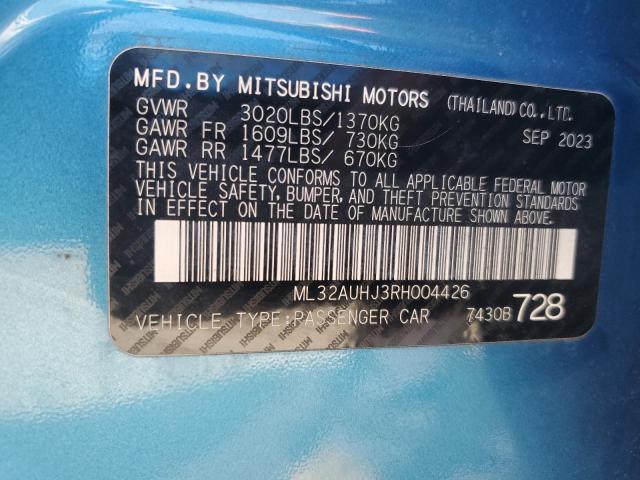 MFD.BY MITSUBISHI MOTORS (THAILAND) CO.,LTD.
GVWR 3020LBS/1370KG SEP 2023
GAWR FR 1609LBS/ 730KG
GAWR RR 1477LBS/ 670KG
THIS VEHICLE CONFORMS TO ALL APPLICABLE FEDERAL MOTOR
VEHICLE SAFETY, BUMPER, AND THEFT PREVENTION STANDARDS
IN EFFECT ON THE DATE OF MANUFACTURE SHOWN ABOVE.
ML32AUHJ3RH004426
VEHICLE TYPE:PASSENGER CAR 7430B 728